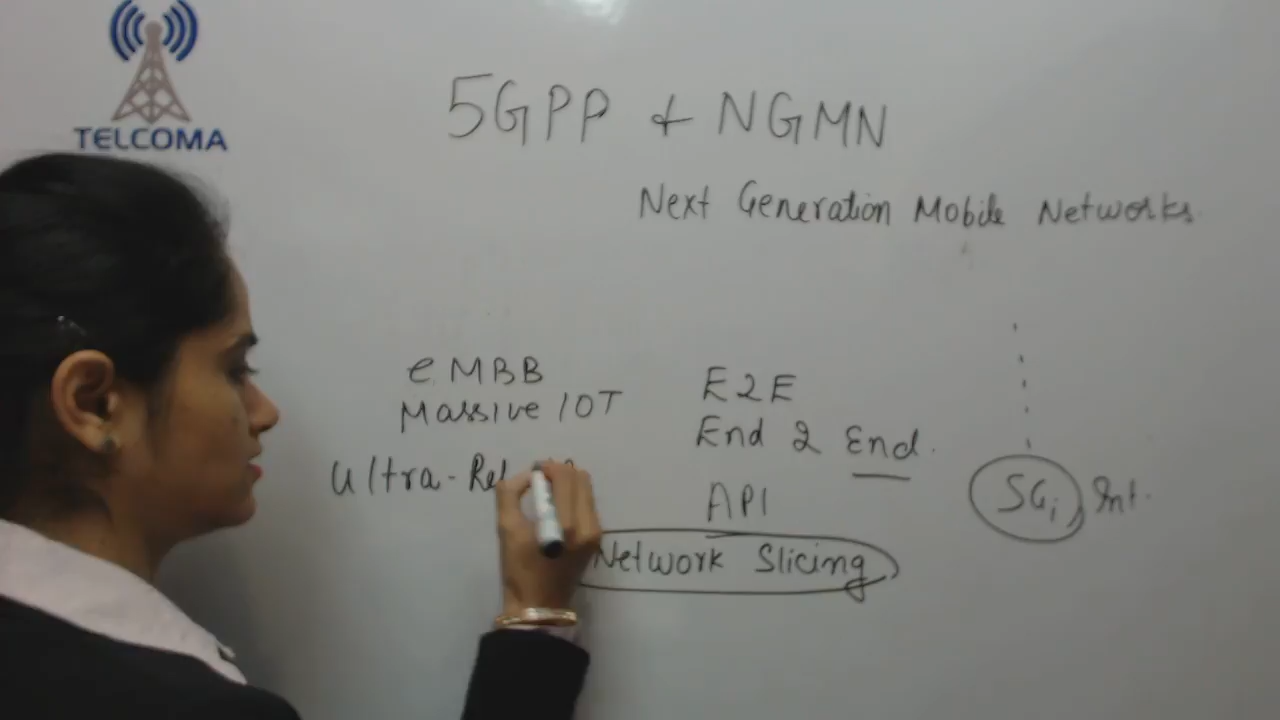 TELCOMA
5GPP & NGMN
Next Generation Mobile Networks
eMBB
Massive IOT
Ultra-Rel
E2E
End 2 End.
API
Network Slicing
SGi Int.